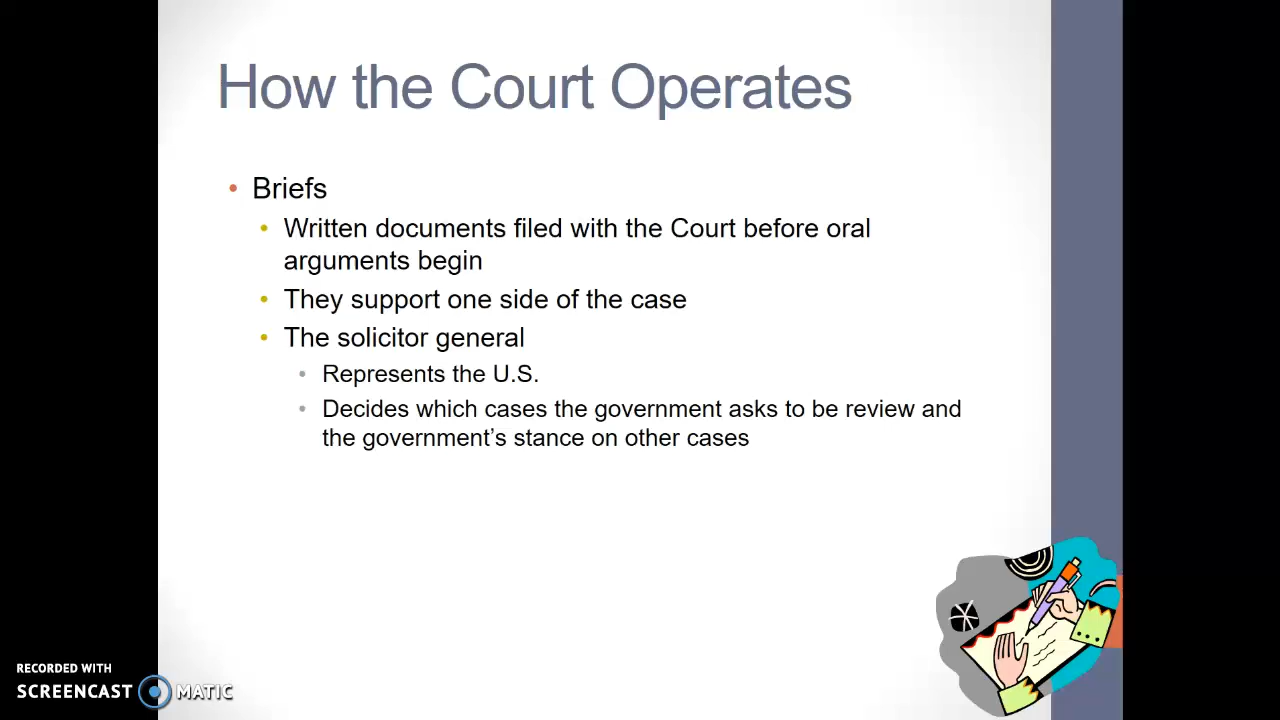 How the Court Operates
• Briefs
• Written documents filed with the Court before oral
arguments begin
• They support one side of the case
• The solicitor general
• Represents the U.S.
• Decides which cases the government asks to be review and
the government’s stance on other cases
RECORDED WITH
SCREENCAST MATIC